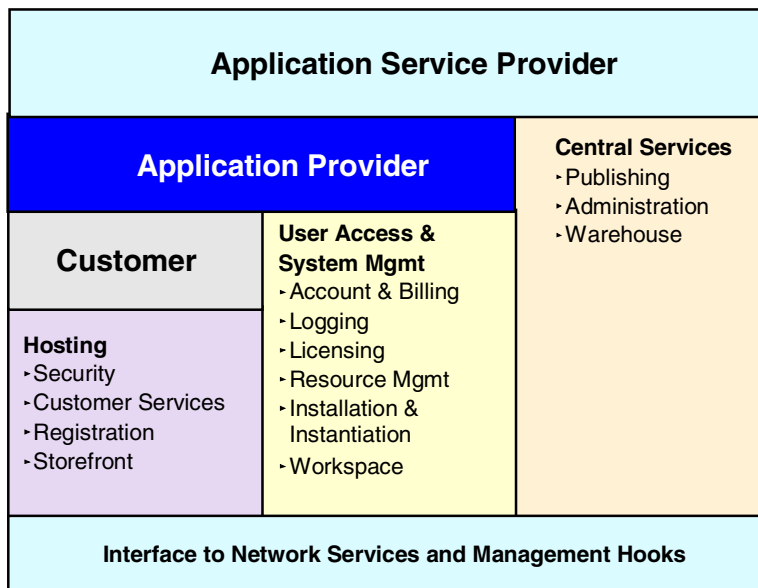 Application Service Provider
Application Provider
Customer
Hosting
▸Security
▸Customer Services
▸Registration
▸Storefront
User Access &
System Mgmt
▸Account & Billing
▸Logging
▸Licensing
▸Resource Mgmt
▸Installation &
Instantiation
▸Workspace
Central Services
▸Publishing
▸Administration
▸Warehouse
Interface to Network Services and Management Hooks